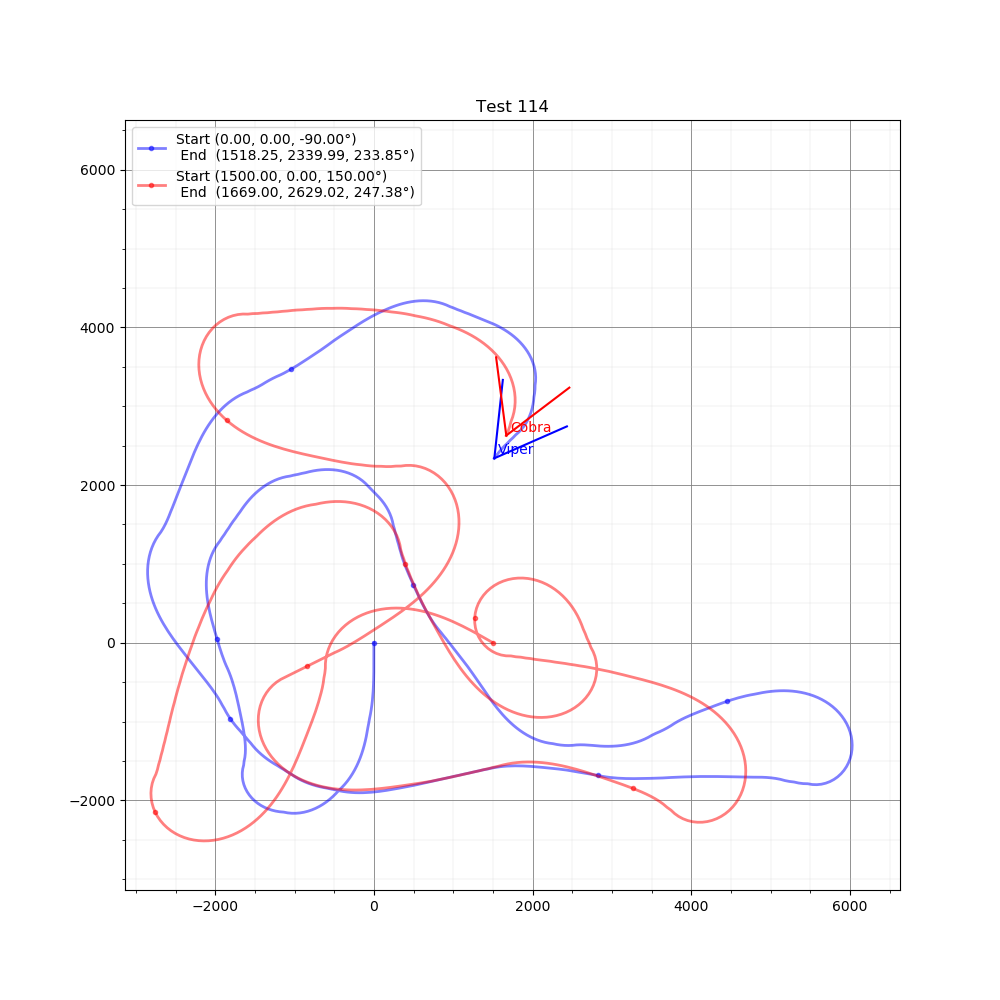 Test 114
Start (0.00, 0.00, -90.00°)
End  (1518.25, 2339.99, 233.85°)
Start (1500.00, 0.00, 150.00°)
End  (1669.00, 2629.02, 247.38°)
6000
4000
2000
0
−2000
Cobra
Viper
−2000
0
2000
4000
6000